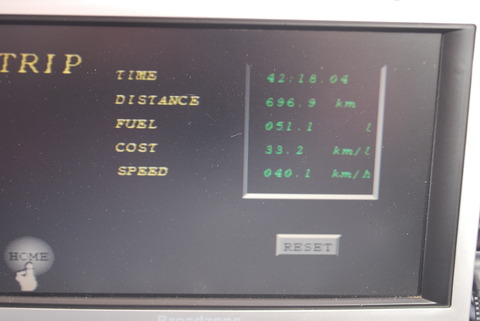 TRIP
TIME 42:18.04
DISTANCE 696.9 km
FUEL 051.1 l
COST 33.2 km/l
SPEED 040.1 km/h
HOME
RESET